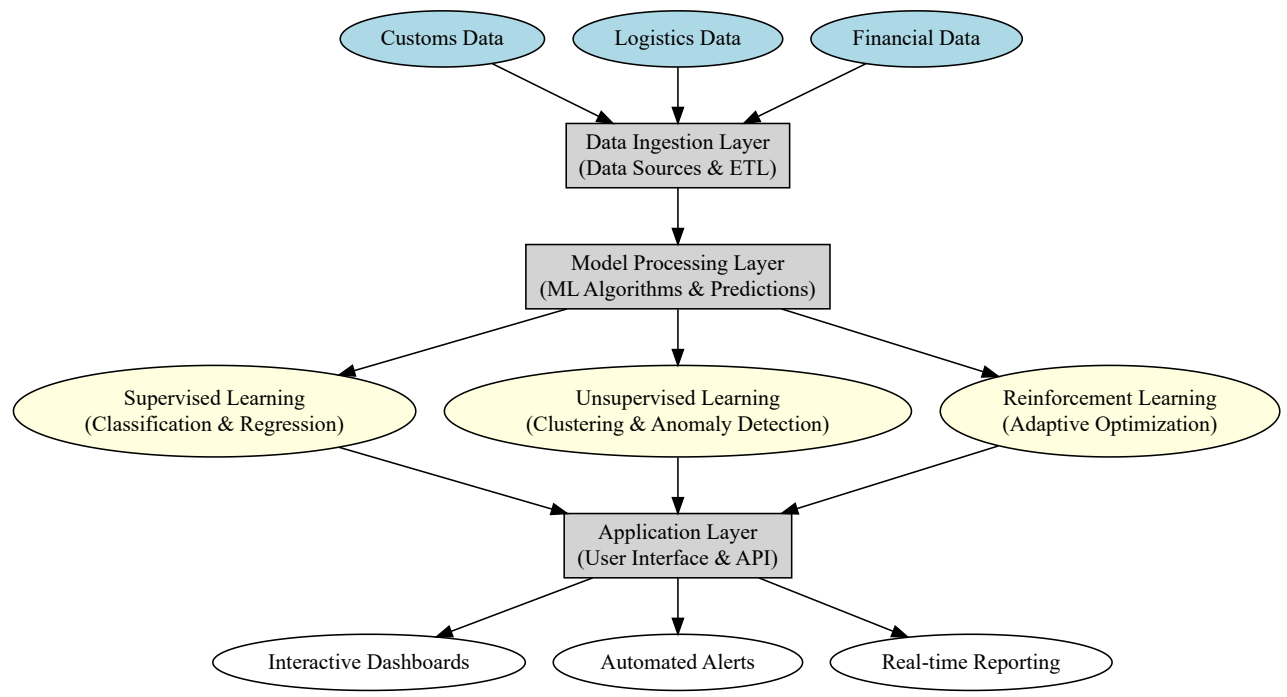 Customs Data
Logistics Data
Financial Data
Data Ingestion Layer
(Data Sources & ETL)
Model Processing Layer
(ML Algorithms & Predictions)
Supervised Learning
(Classification & Regression)
Unsupervised Learning
(Clustering & Anomaly Detection)
Reinforcement Learning
(Adaptive Optimization)
Application Layer
(User Interface & API)
Interactive Dashboards
Automated Alerts
Real-time Reporting